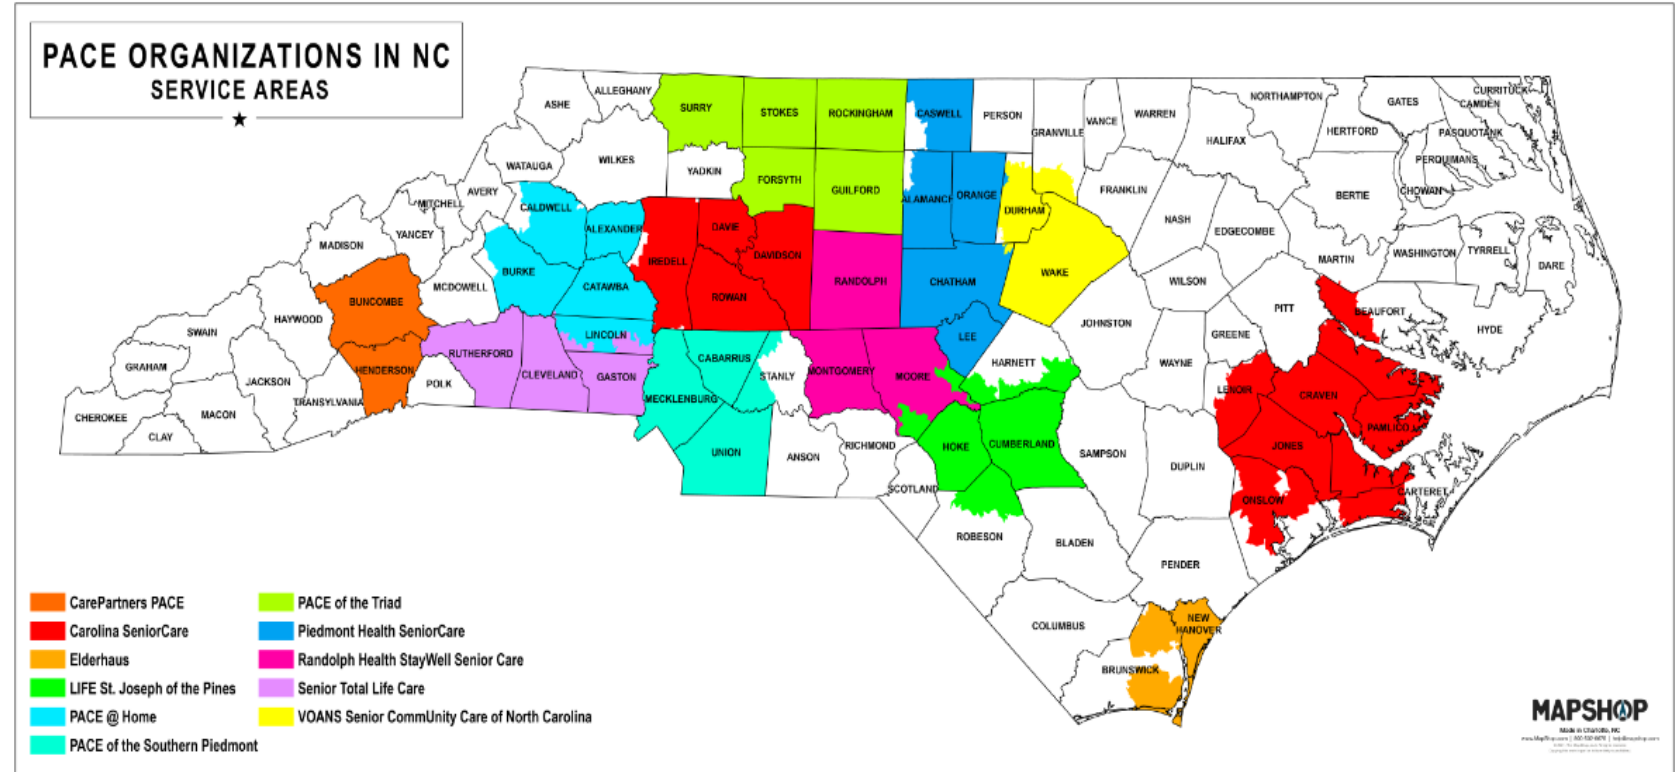 PACE ORGANIZATIONS IN NC
SERVICE AREAS
ASHE
ALLEGHANY
SURRY
STOKES
ROCKINGHAM
CASWELL
PERSON
GRANVILLE
VANCE
WARREN
NORTHAMPTON
GATES
CURRITUCK
CAMDEN
HALIFAX
HERTFORD
PASQUOTANK
PERQUIMANS
CHOWAN
WATAUGA
WILKES
YADKIN
FORSYTH
GUILFORD
ALAMANCE
ORANGE
DURHAM
FRANKLIN
NASH
EDGECOMBE
BERTIE
MITCHELL
AVERY
CALDWELL
ALEXANDER
IREDELL
DAVIE
DAVIDSON
MADISON
YANCEY
BURKE
CATAWBA
ROWAN
RANDOLPH
CHATHAM
WAKE
WILSON
MARTIN
WASHINGTON
TYRRELL
DARE
BUNCOMBE
MCDOWELL
HAYWOOD
SWAIN
LINCOLN
LEE
JOHNSTON
GREENE
PITT
BEAUFORT
HYDE
GRAHAM
JACKSON
HENDERSON
RUTHERFORD
POLK
CLEVELAND
GASTON
CABARRUS
STANLY
MONTGOMERY
MOORE
HARNETT
WAYNE
LENOIR
CRAVEN
PAMLICO
CHEROKEE
MACON
TRANSYLVANIA
CLAY
MECKLENBURG
UNION
ANSON
RICHMOND
HOKE
CUMBERLAND
SAMPSON
DUPLIN
JONES
SCOTLAND
ONSLOW
CARTERET
ROBESON
BLADEN
PENDER
COLUMBUS
NEW
HANOVER
BRUNSWICK
CarePartners PACE
Carolina SeniorCare
Elderhaus
LIFE St. Joseph of the Pines
PACE @ Home
PACE of the Southern Piedmont
PACE of the Triad
Piedmont Health SeniorCare
Randolph Health StayWell Senior Care
Senior Total Life Care
VOANS Senior CommUnity Care of North Carolina
MAPSHOP
Made in Charlotte, NC